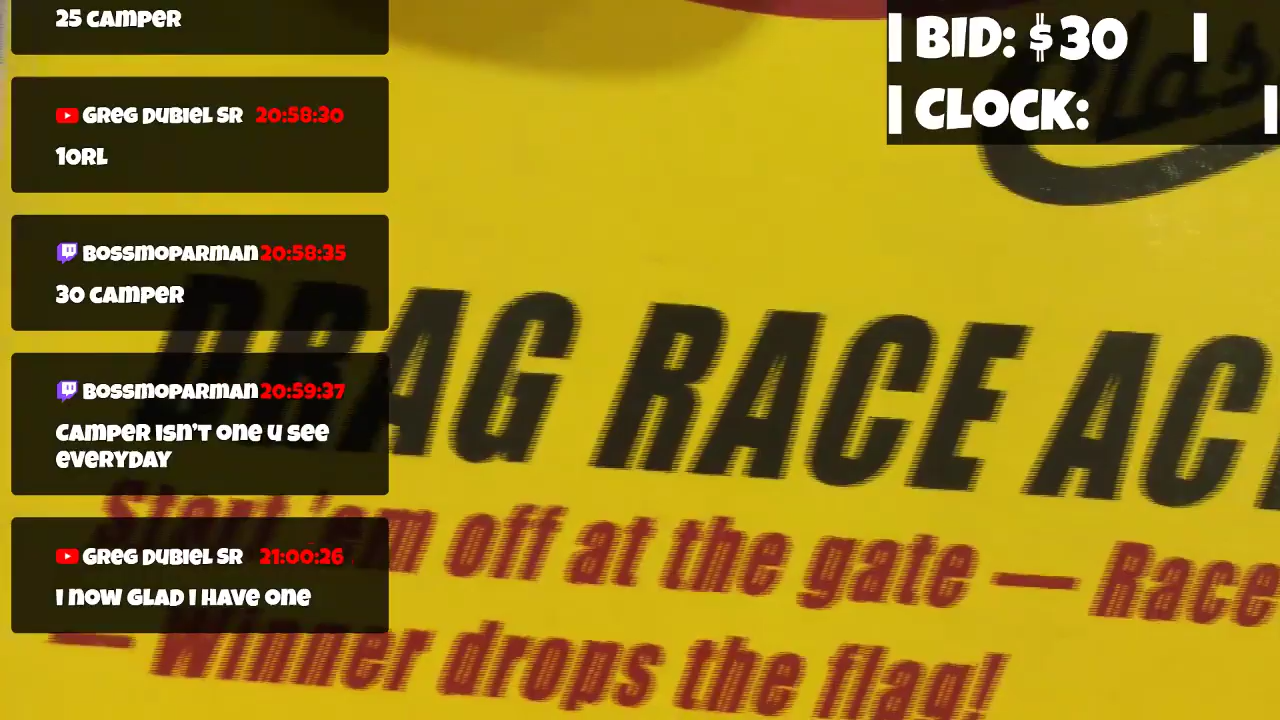 25 CAMPER
GREG DUBIEL SR 20:58:30
10RL
BOSSMOPARMAN 20:58:35
30 CAMPER
BOSSMOPARMAN 20:59:37
CAMPER ISN'T ONE U SEE
EVERYDAY
GREG DUBIEL SR 21:00:26
I NOW GLAD I HAVE ONE
| BID: $30 |
| CLOCK: |
DRAG RACE AC
Start 'em off at the gate — Race
— Winner drops the flag!